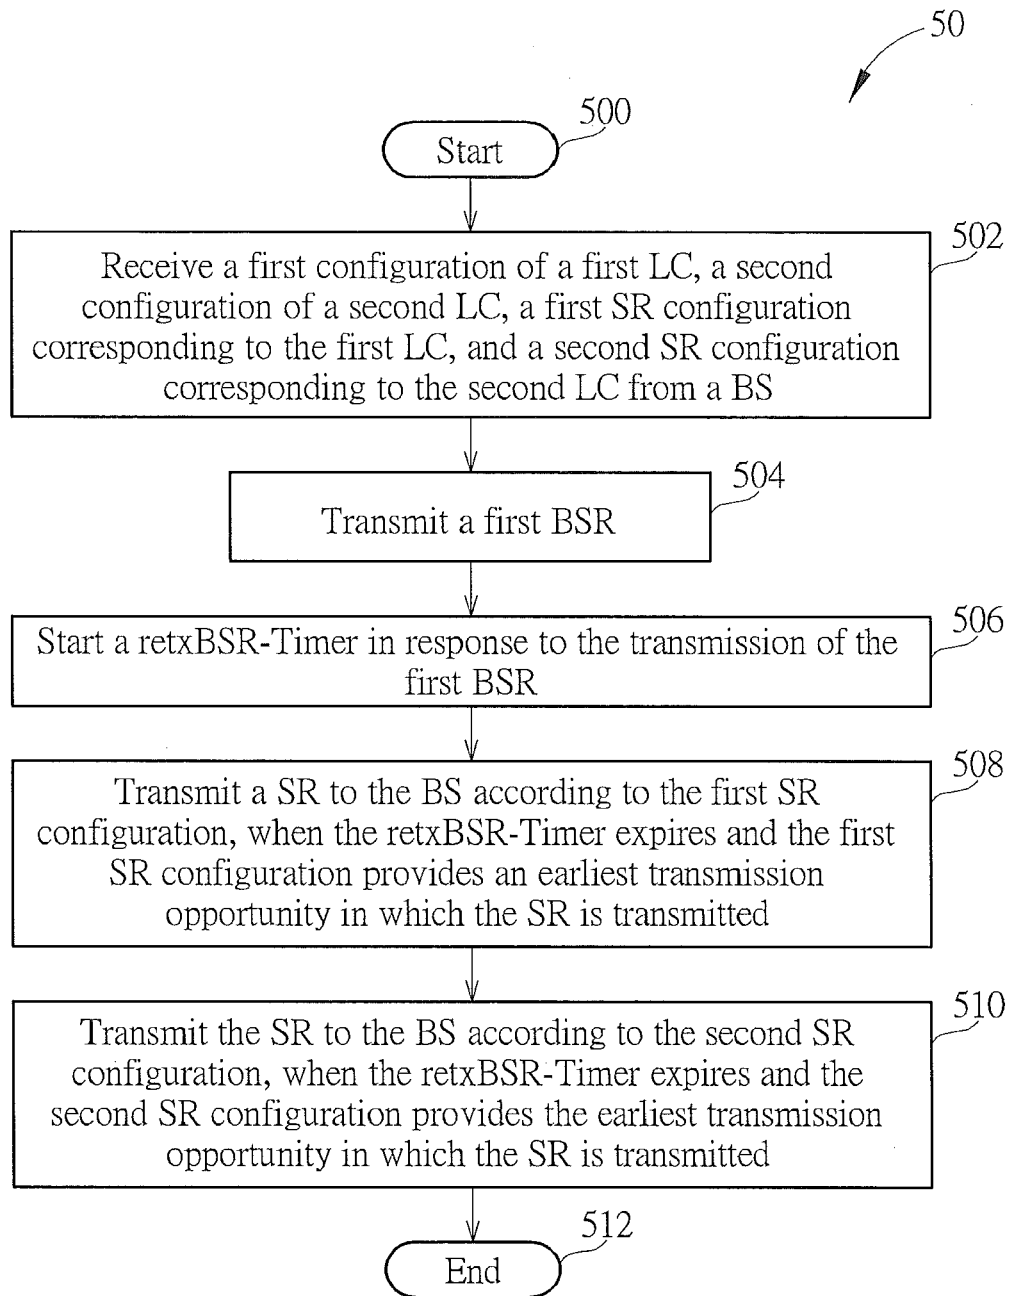 50
500
Start
502
Receive a first configuration of a first LC, a second
configuration of a second LC, a first SR configuration
corresponding to the first LC, and a second SR configuration
corresponding to the second LC from a BS
504
Transmit a first BSR
506
Start a retxBSR-Timer in response to the transmission of the
first BSR
508
Transmit a SR to the BS according to the first SR
configuration, when the retxBSR-Timer expires and the first
SR configuration provides an earliest transmission
opportunity in which the SR is transmitted
510
Transmit the SR to the BS according to the second SR
configuration, when the retxBSR-Timer expires and the
second SR configuration provides the earliest transmission
opportunity in which the SR is transmitted
512
End